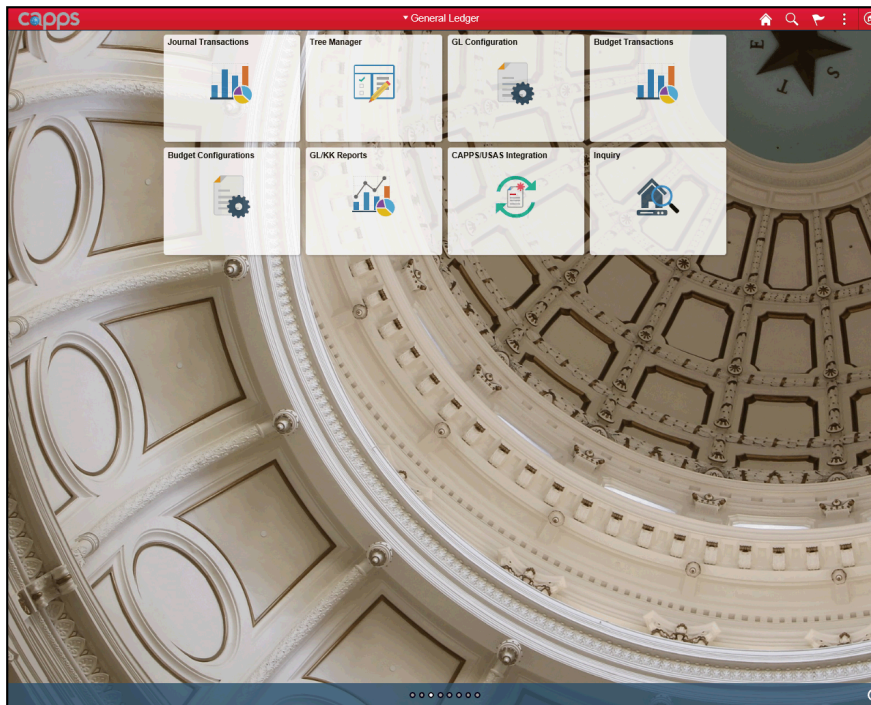 capps
General Ledger
Journal Transactions
Tree Manager
GL Configuration
Budget Transactions
Budget Configurations
GL/KK Reports
CAPPS/USAS Integration
Inquiry
E
T
S